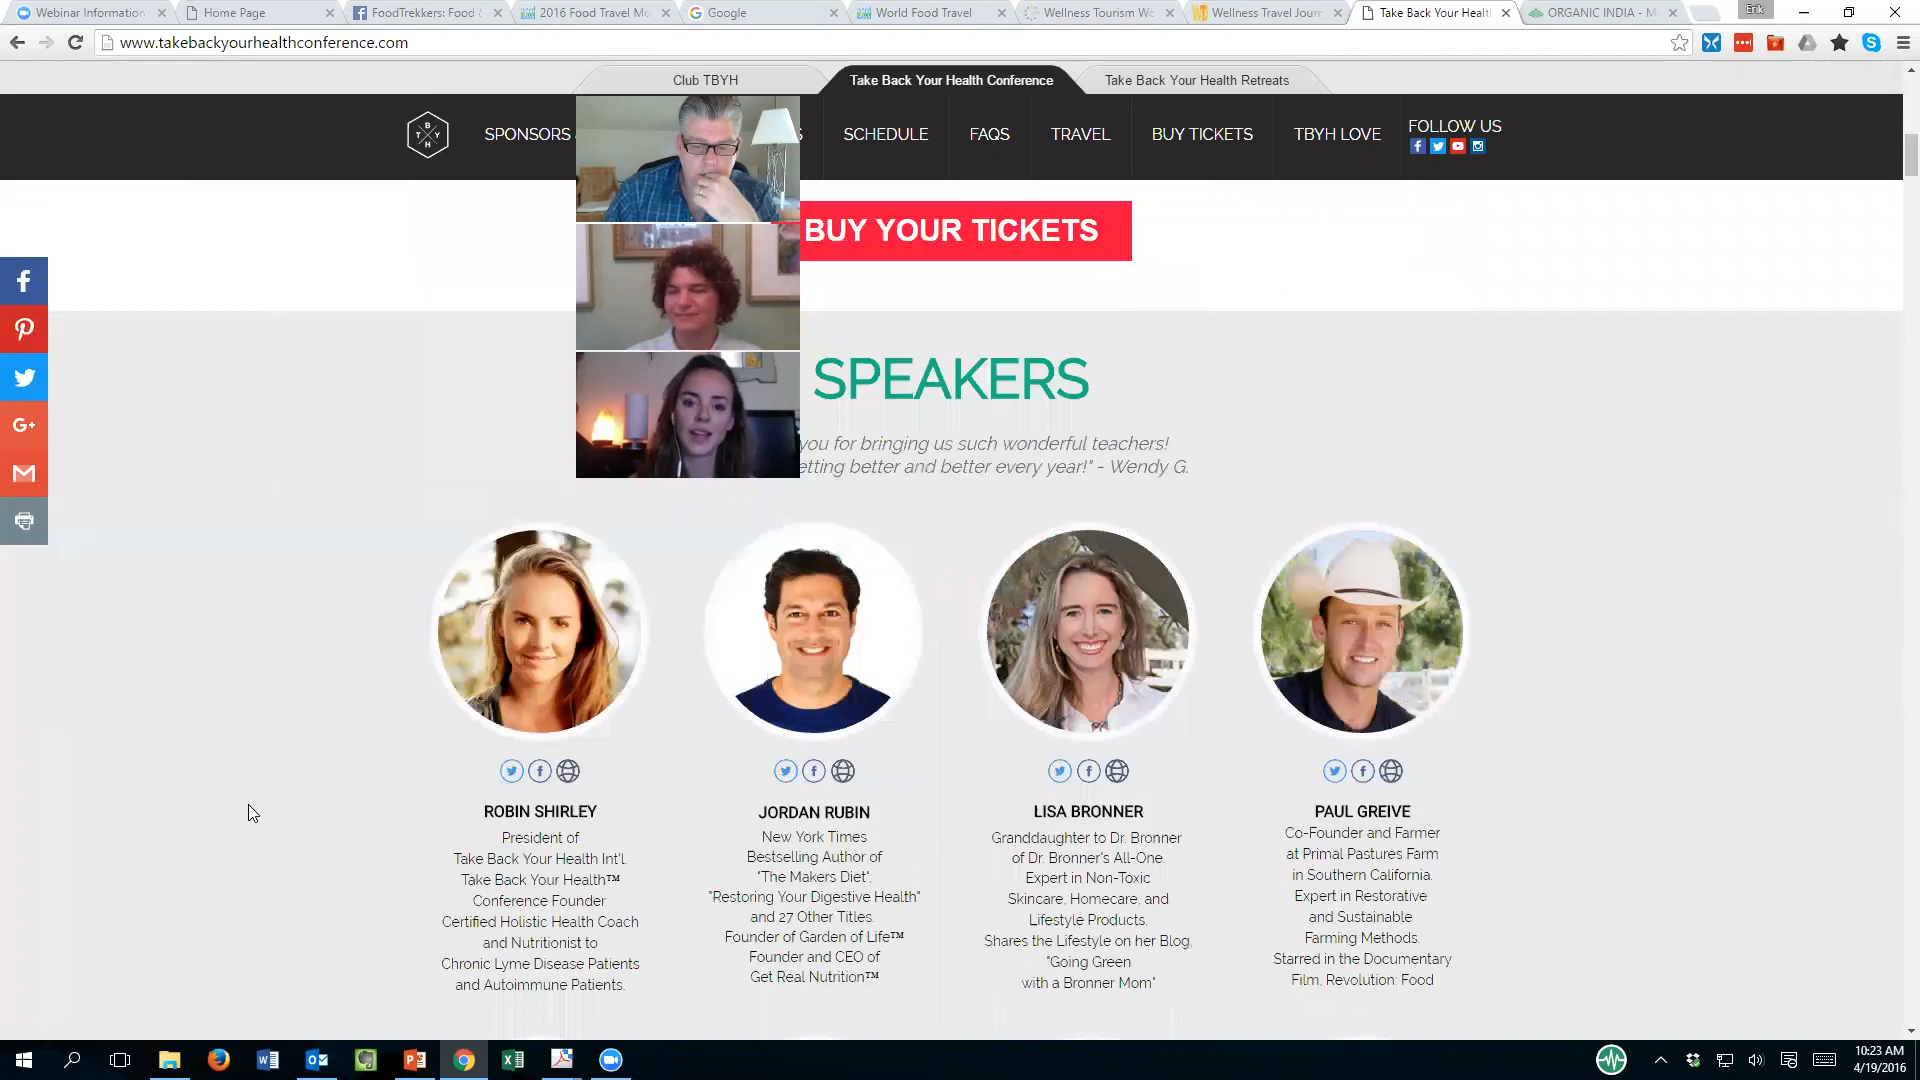 Webinar Information
Home Page
FoodTrekkers: Food &
2016 Food Travel Mo
Google
World Food Travel
Wellness Tourism Wo
Wellness Travel Jour
Take Back Your Healt
ORGANIC INDIA - M
Erik
www.takebackyourhealthconference.com
Club TBYH
Take Back Your Health Conference
Take Back Your Health Retreats
B
T Y
H
SPONSORS
S
SCHEDULE
FAQS
TRAVEL
BUY TICKETS
TBYH LOVE
FOLLOW US
BUY YOUR TICKETS
SPEAKERS
you for bringing us such wonderful teachers!
etting better and better every year!" - Wendy G.
ROBIN SHIRLEY
President of
Take Back Your Health Int'l.
Take Back Your Health™
Conference Founder.
Certified Holistic Health Coach
and Nutritionist to
Chronic Lyme Disease Patients
and Autoimmune Patients.
JORDAN RUBIN
New York Times
Bestselling Author of
"The Makers Diet",
"Restoring Your Digestive Health"
and 27 Other Titles.
Founder of Garden of Life™
Founder and CEO of
Get Real Nutrition™
LISA BRONNER
Granddaughter to Dr. Bronner
of Dr. Bronner's All-One.
Expert in Non-Toxic
Skincare, Homecare, and
Lifestyle Products.
Shares the Lifestyle on her Blog,
"Going Green
with a Bronner Mom"
PAUL GREIVE
Co-Founder and Farmer
at Primal Pastures Farm
in Southern California.
Expert in Restorative
and Sustainable
Farming Methods.
Starred in the Documentary
Film, Revolution: Food
10:23 AM
4/19/2016